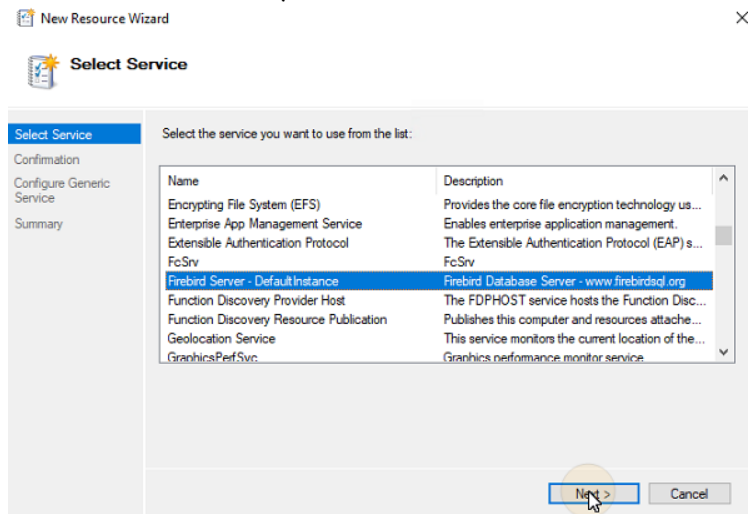 New Resource Wizard
Select Service
Select Service
Confirmation
Configure Generic
Service
Summary
Select the service you want to use from the list:
Name Description
Encrypting File System (EFS) Provides the core file encryption technology us...
Enterprise App Management Service Enables enterprise application management.
Extensible Authentication Protocol The Extensible Authentication Protocol (EAP) s...
FcSrv FcSrv
Firebird Server - DefaultInstance Firebird Database Server - www.firebirdsql.org
Function Discovery Provider Host The FDPHOST service hosts the Function Disc...
Function Discovery Resource Publication Publishes this computer and resources attache...
Geolocation Service This service monitors the current location of the...
GraphicsPerfSvc Graphics performance monitor service
Next > Cancel